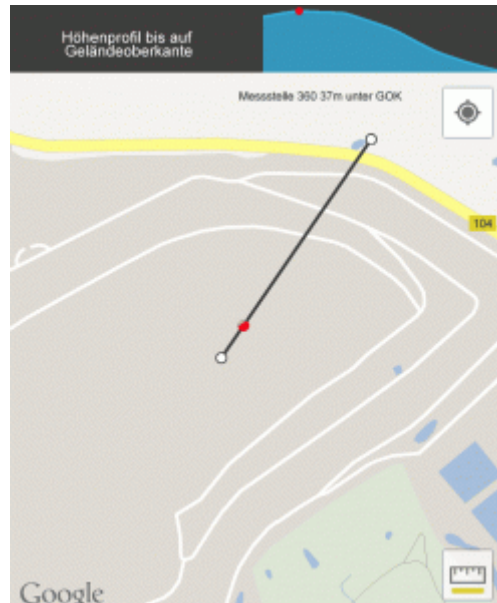 Höhenprofil bis auf
Geländeoberkante
Messstelle 360 37m unter GOK
104
Google